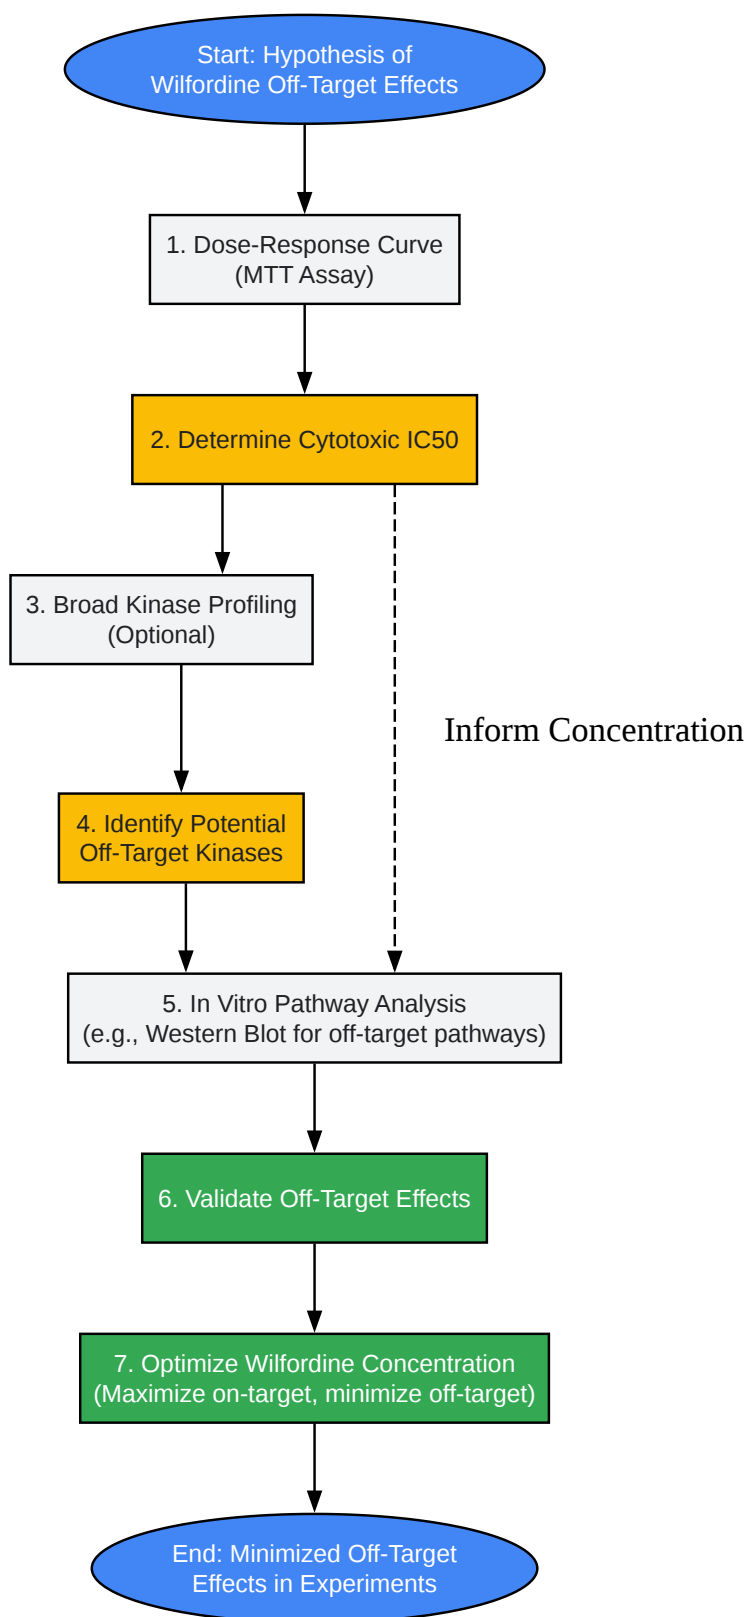 Start: Hypothesis of
Wilfordine Off-Target Effects
1. Dose-Response Curve
(MTT Assay)
2. Determine Cytotoxic IC50
3. Broad Kinase Profiling
(Optional)
Inform Concentration
4. Identify Potential
Off-Target Kinases
5. In Vitro Pathway Analysis
(e.g., Western Blot for off-target pathways)
6. Validate Off-Target Effects
7. Optimize Wilfordine Concentration
(Maximize on-target, minimize off-target)
End: Minimized Off-Target
Effects in Experiments